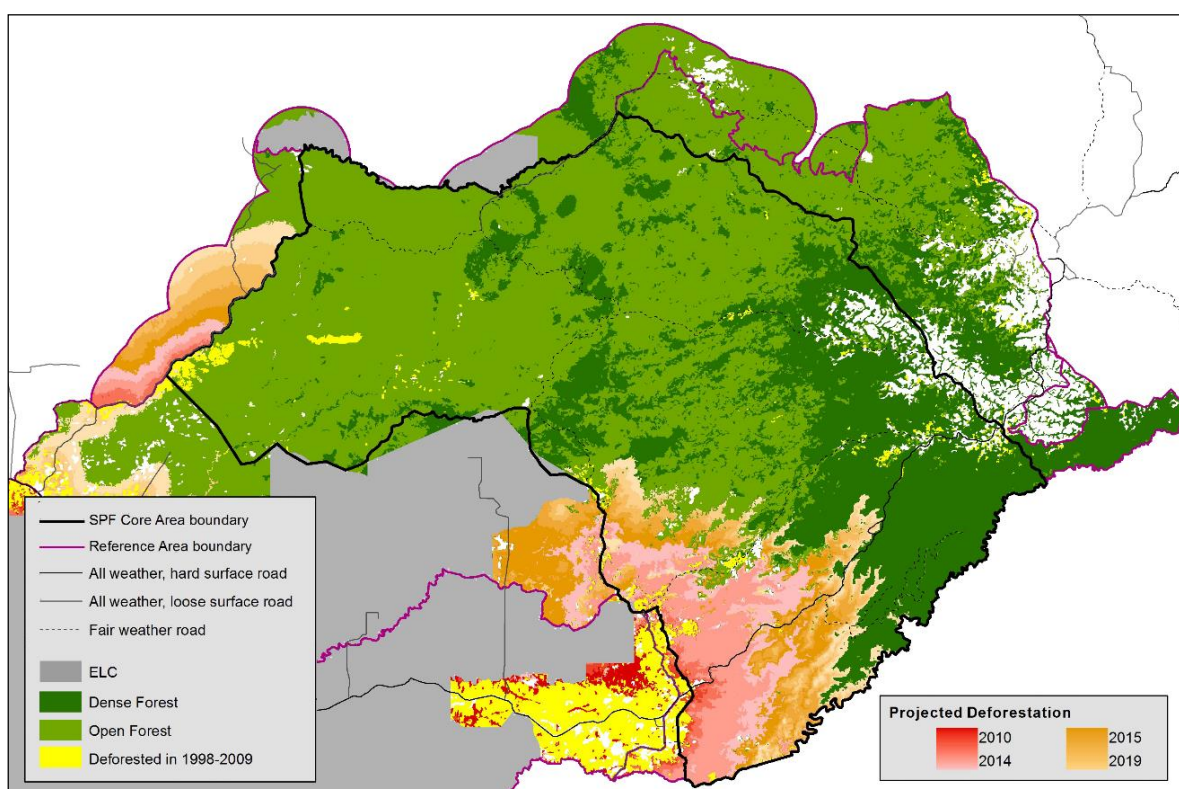 SPF Core Area boundary
Reference Area boundary
All weather, hard surface road
All weather, loose surface road
Fair weather road
ELC
Dense Forest
Open Forest
Deforested in 1998-2009
Projected Deforestation
2010 2015
2014 2019